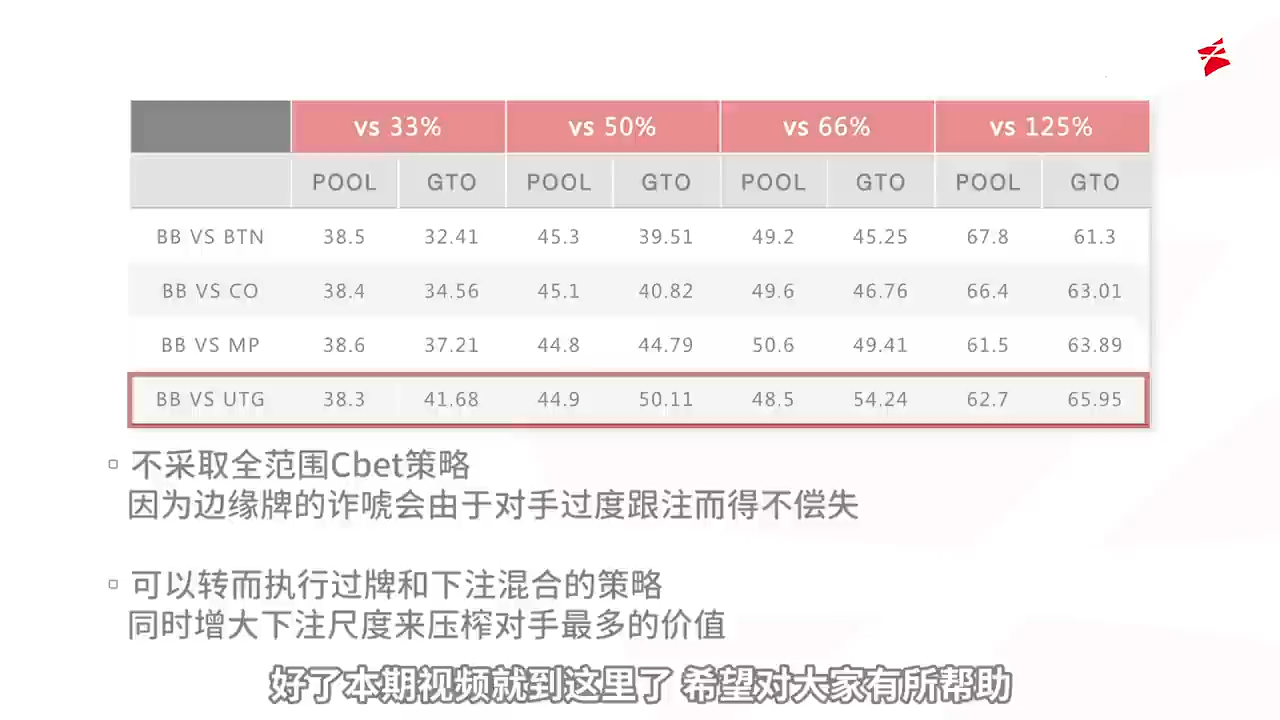 vs 33% vs 50% vs 66% vs 125%
POOL GTO POOL GTO POOL GTO POOL GTO
BB VS BTN 38.5 32.41 45.3 39.51 49.2 45.25 67.8 61.3
BB VS CO 38.4 34.56 45.1 40.82 49.6 46.76 66.4 63.01
BB VS MP 38.6 37.21 44.8 44.79 50.6 49.41 61.5 63.89
BB VS UTG 38.3 41.68 44.9 50.11 48.5 54.24 62.7 65.95
不采取全范围Cbet策略
因为边缘牌的诈唬会由于对手过度跟注而得不偿失
可以转而执行过牌和下注混合的策略
同时增大下注尺度来压榨对手最多的价值
好了本期视频就到这里了 希望对大家有所帮助